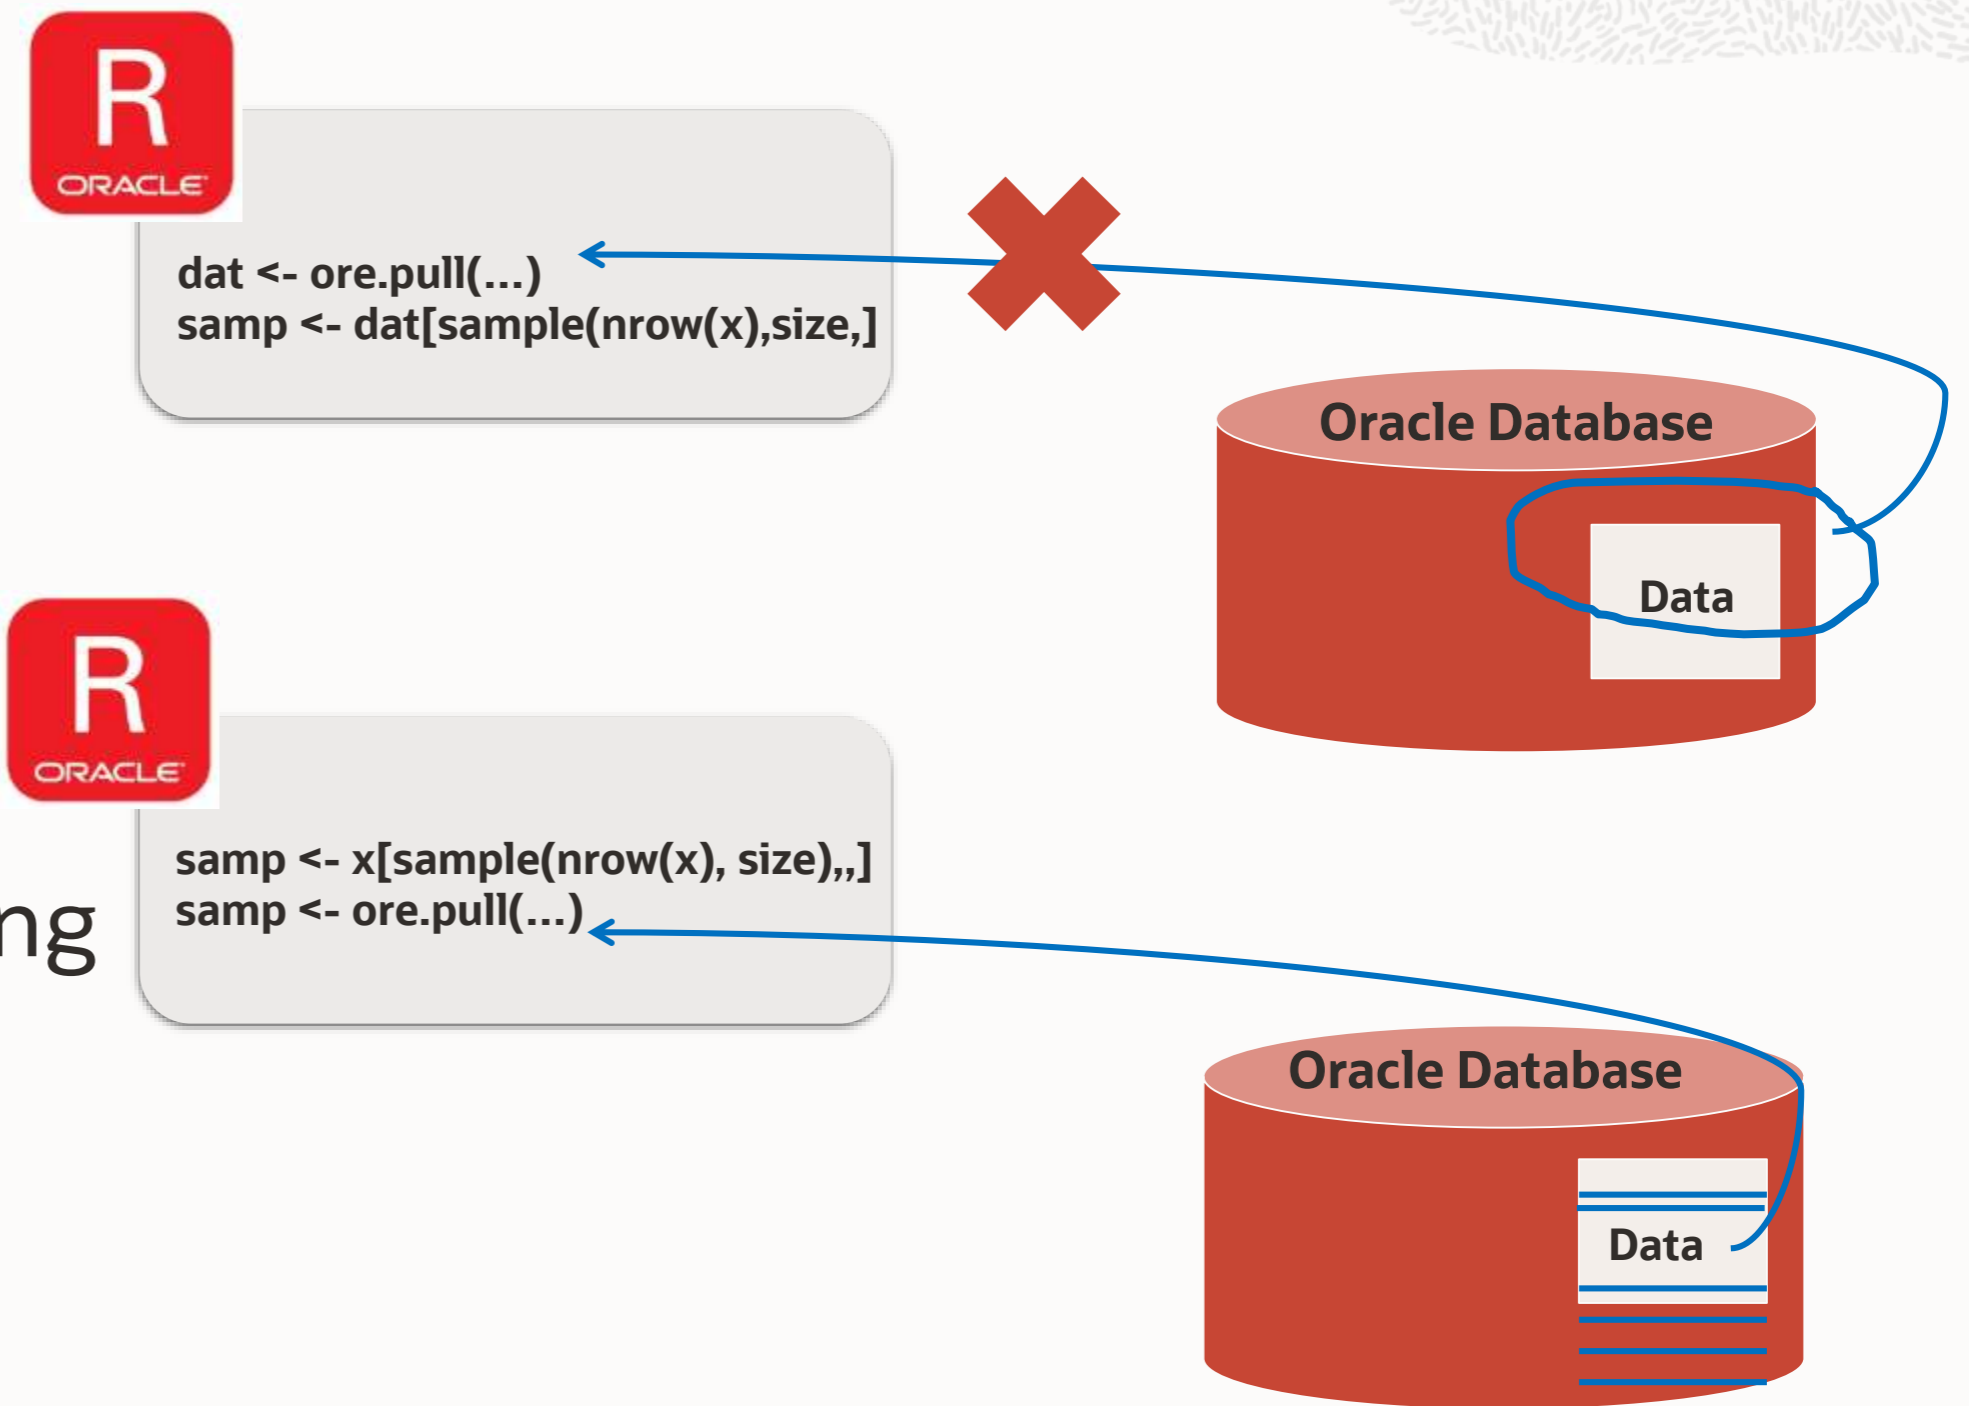 R
ORACLE
dat <- ore.pull(...)
samp <- dat[sample(nrow(x),size,]
Oracle Database
Data
R
ORACLE
samp <- x[sample(nrow(x), size),,]
ng
samp <- ore.pull(...)
Oracle Database
Data